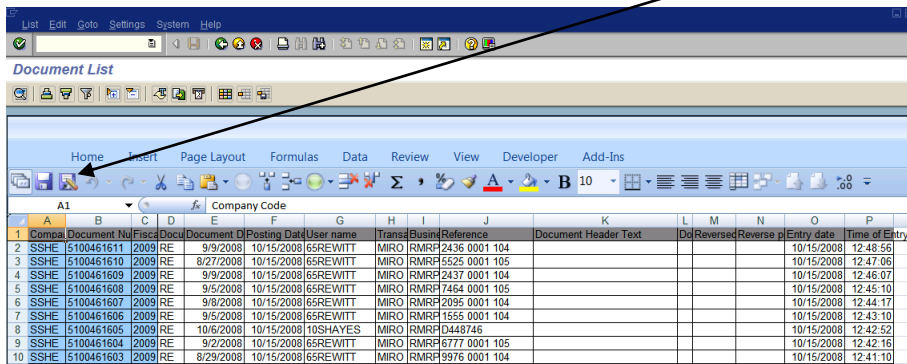 List Edit Goto Settings System Help
Document List
Home Insert Page Layout Formulas Data Review View Developer Add-Ins
Σ , A B 10 .00
A1 fx Company Code
A B C D E F G H I J K L M N O P
1 Compa Document Nu Fisca Docu Document D Posting Date User name Transa Busine Reference Document Header Text Do Reversed Reverse p Entry date Time of Entry
2 SSHE 5100461611 2009 RE 9/9/2008 10/15/2008 65REWITT MIRO RMRP 2436 0001 104 10/15/2008 12:48:56
3 SSHE 5100461610 2009 RE 8/27/2008 10/15/2008 65REWITT MIRO RMRP 5525 0001 105 10/15/2008 12:47:06
4 SSHE 5100461609 2009 RE 9/9/2008 10/15/2008 65REWITT MIRO RMRP 2437 0001 104 10/15/2008 12:46:07
5 SSHE 5100461608 2009 RE 9/5/2008 10/15/2008 65REWITT MIRO RMRP 7464 0001 105 10/15/2008 12:45:10
6 SSHE 5100461607 2009 RE 9/8/2008 10/15/2008 65REWITT MIRO RMRP 2095 0001 104 10/15/2008 12:44:17
7 SSHE 5100461606 2009 RE 9/5/2008 10/15/2008 65REWITT MIRO RMRP 1555 0001 104 10/15/2008 12:43:10
8 SSHE 5100461605 2009 RE 10/6/2008 10/15/2008 10SHAYES MIRO RMRP D448746 10/15/2008 12:42:52
9 SSHE 5100461604 2009 RE 9/2/2008 10/15/2008 65REWITT MIRO RMRP 6777 0001 105 10/15/2008 12:42:16
10 SSHE 5100461603 2009 RE 8/29/2008 10/15/2008 65REWITT MIRO RMRP 9976 0001 104 10/15/2008 12:41:10